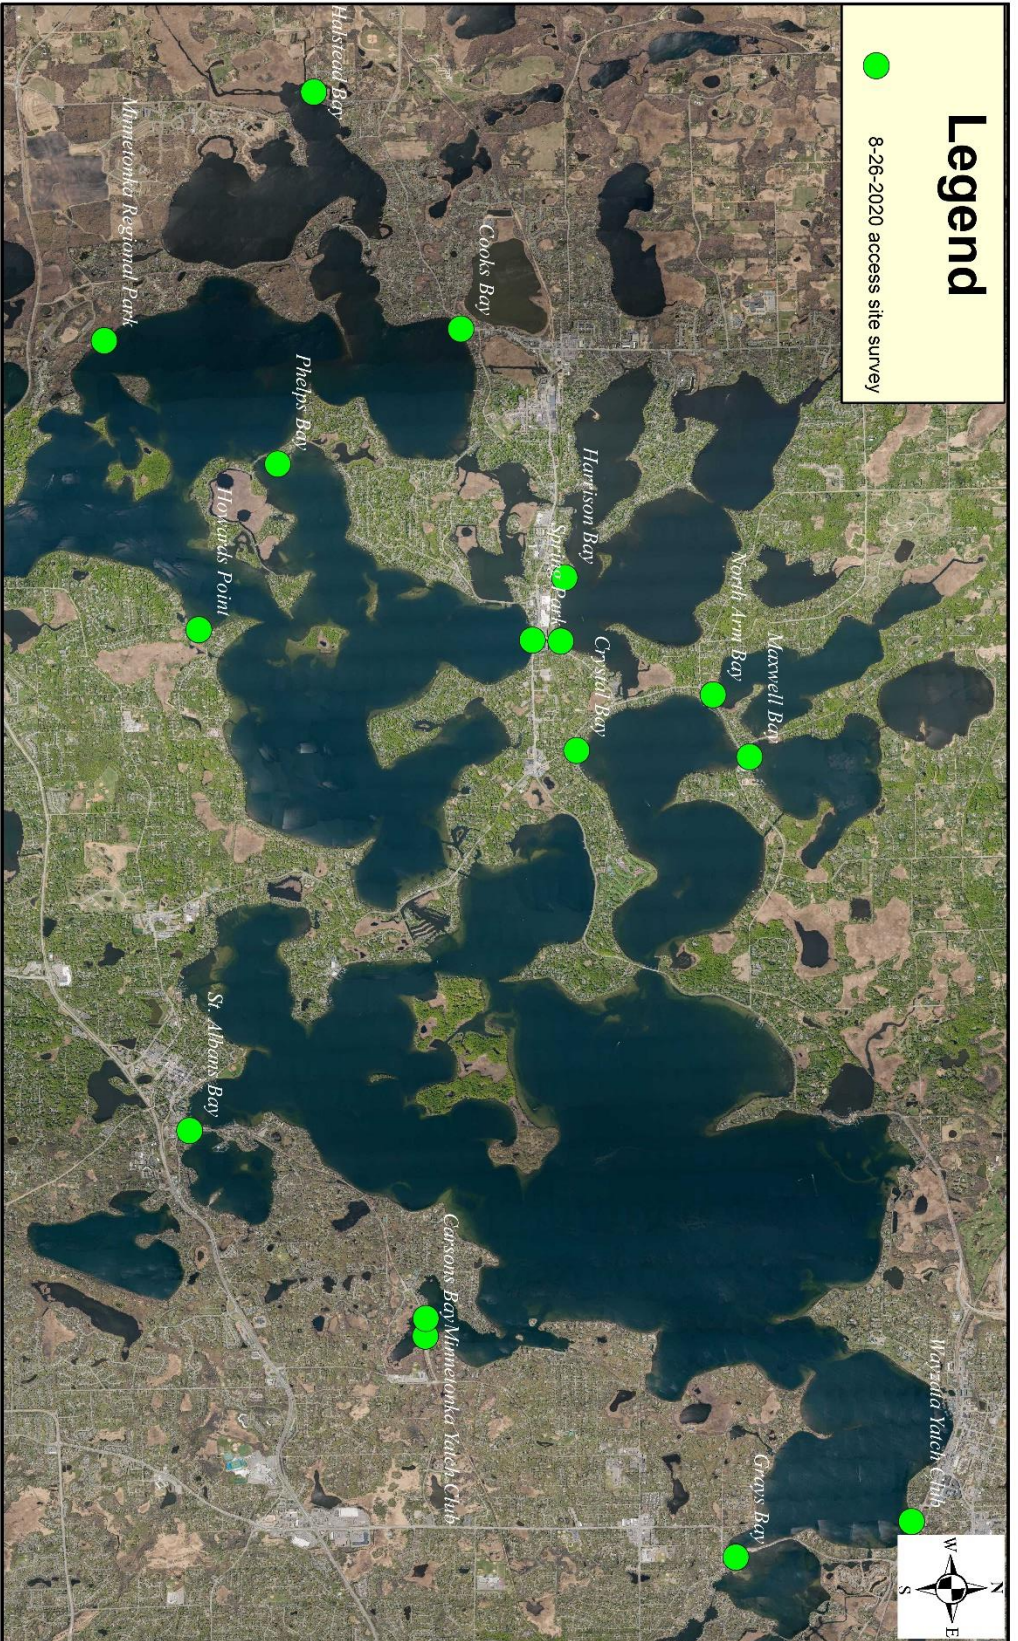 Legend
8-26-2020 access site survey
N
W
E
S
Wayzata Yatch Club
Grays Bay
Maxwell Bay
North Arm Bay
Crystal Bay
Harrison Bay
Spring Park
Cooks Bay
Halstead Bay
Phelps Bay
Minnetonka Regional Park
Howards Point
Carsons Bay
Minnetonka Yatch Club
St. Albans Bay